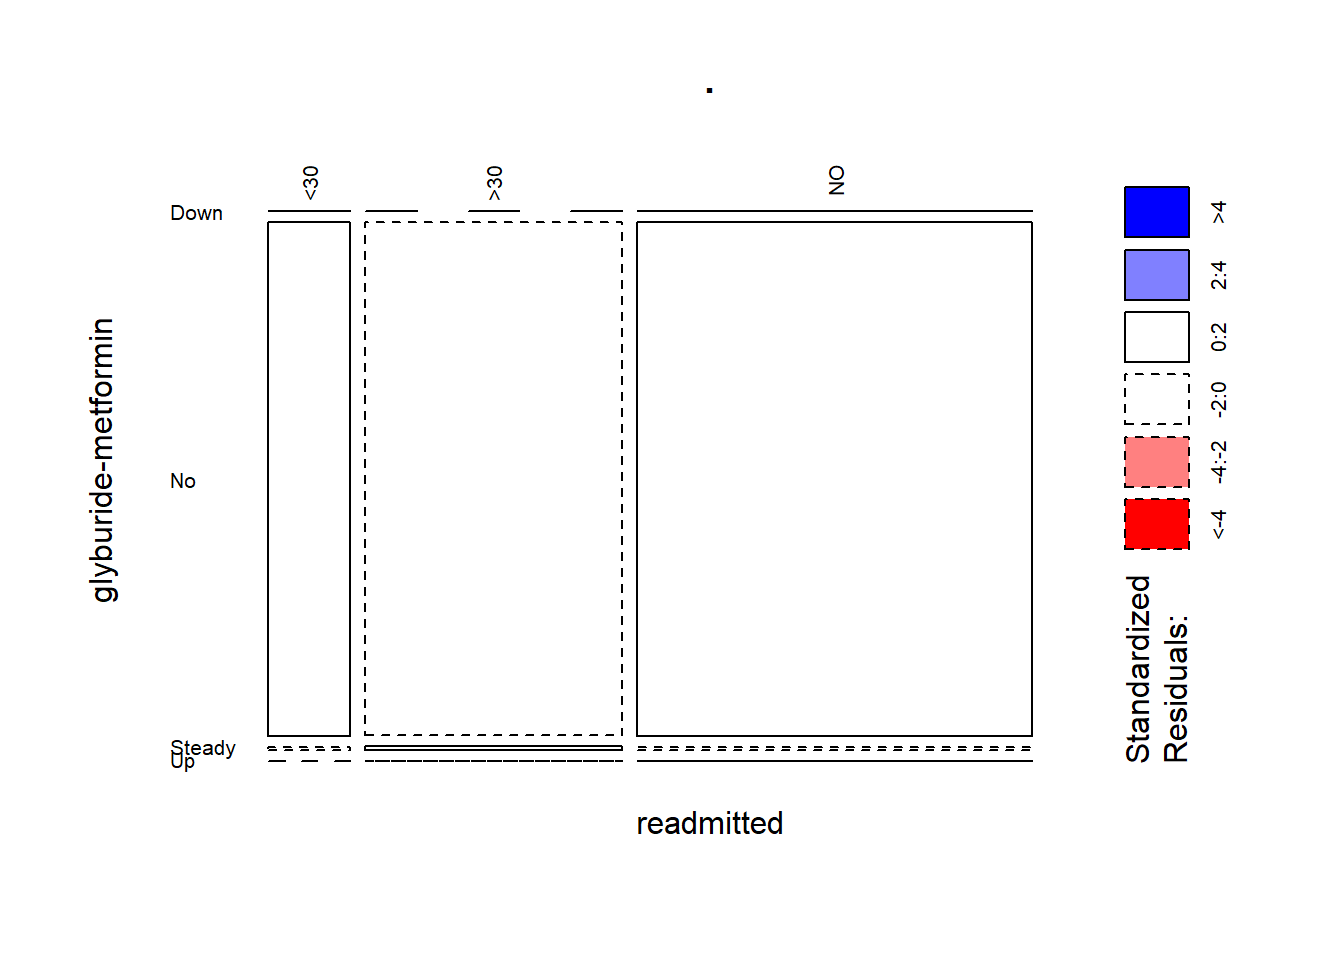 .
<30
>30
NO
Down
No
Steady
Up
glyburide-metformin
readmitted
Standardized
Residuals:
<-4
-4:-2
-2:0
0:2
2:4
>4